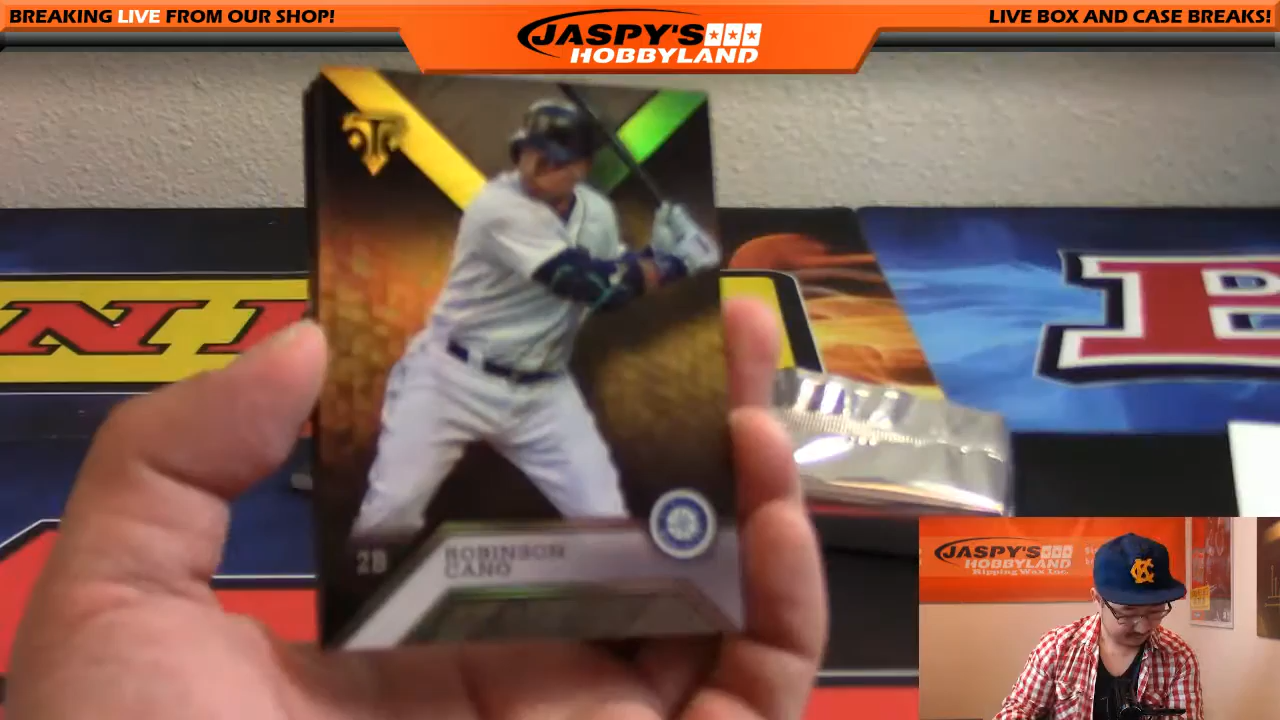 BREAKING LIVE FROM OUR SHOP!
JASPY'S
HOBBYLAND
LIVE BOX AND CASE BREAKS!
2B
ROBINSON
CANO
JASPY'S
HOBBYLAND
Ripping Wax Inc.
KC